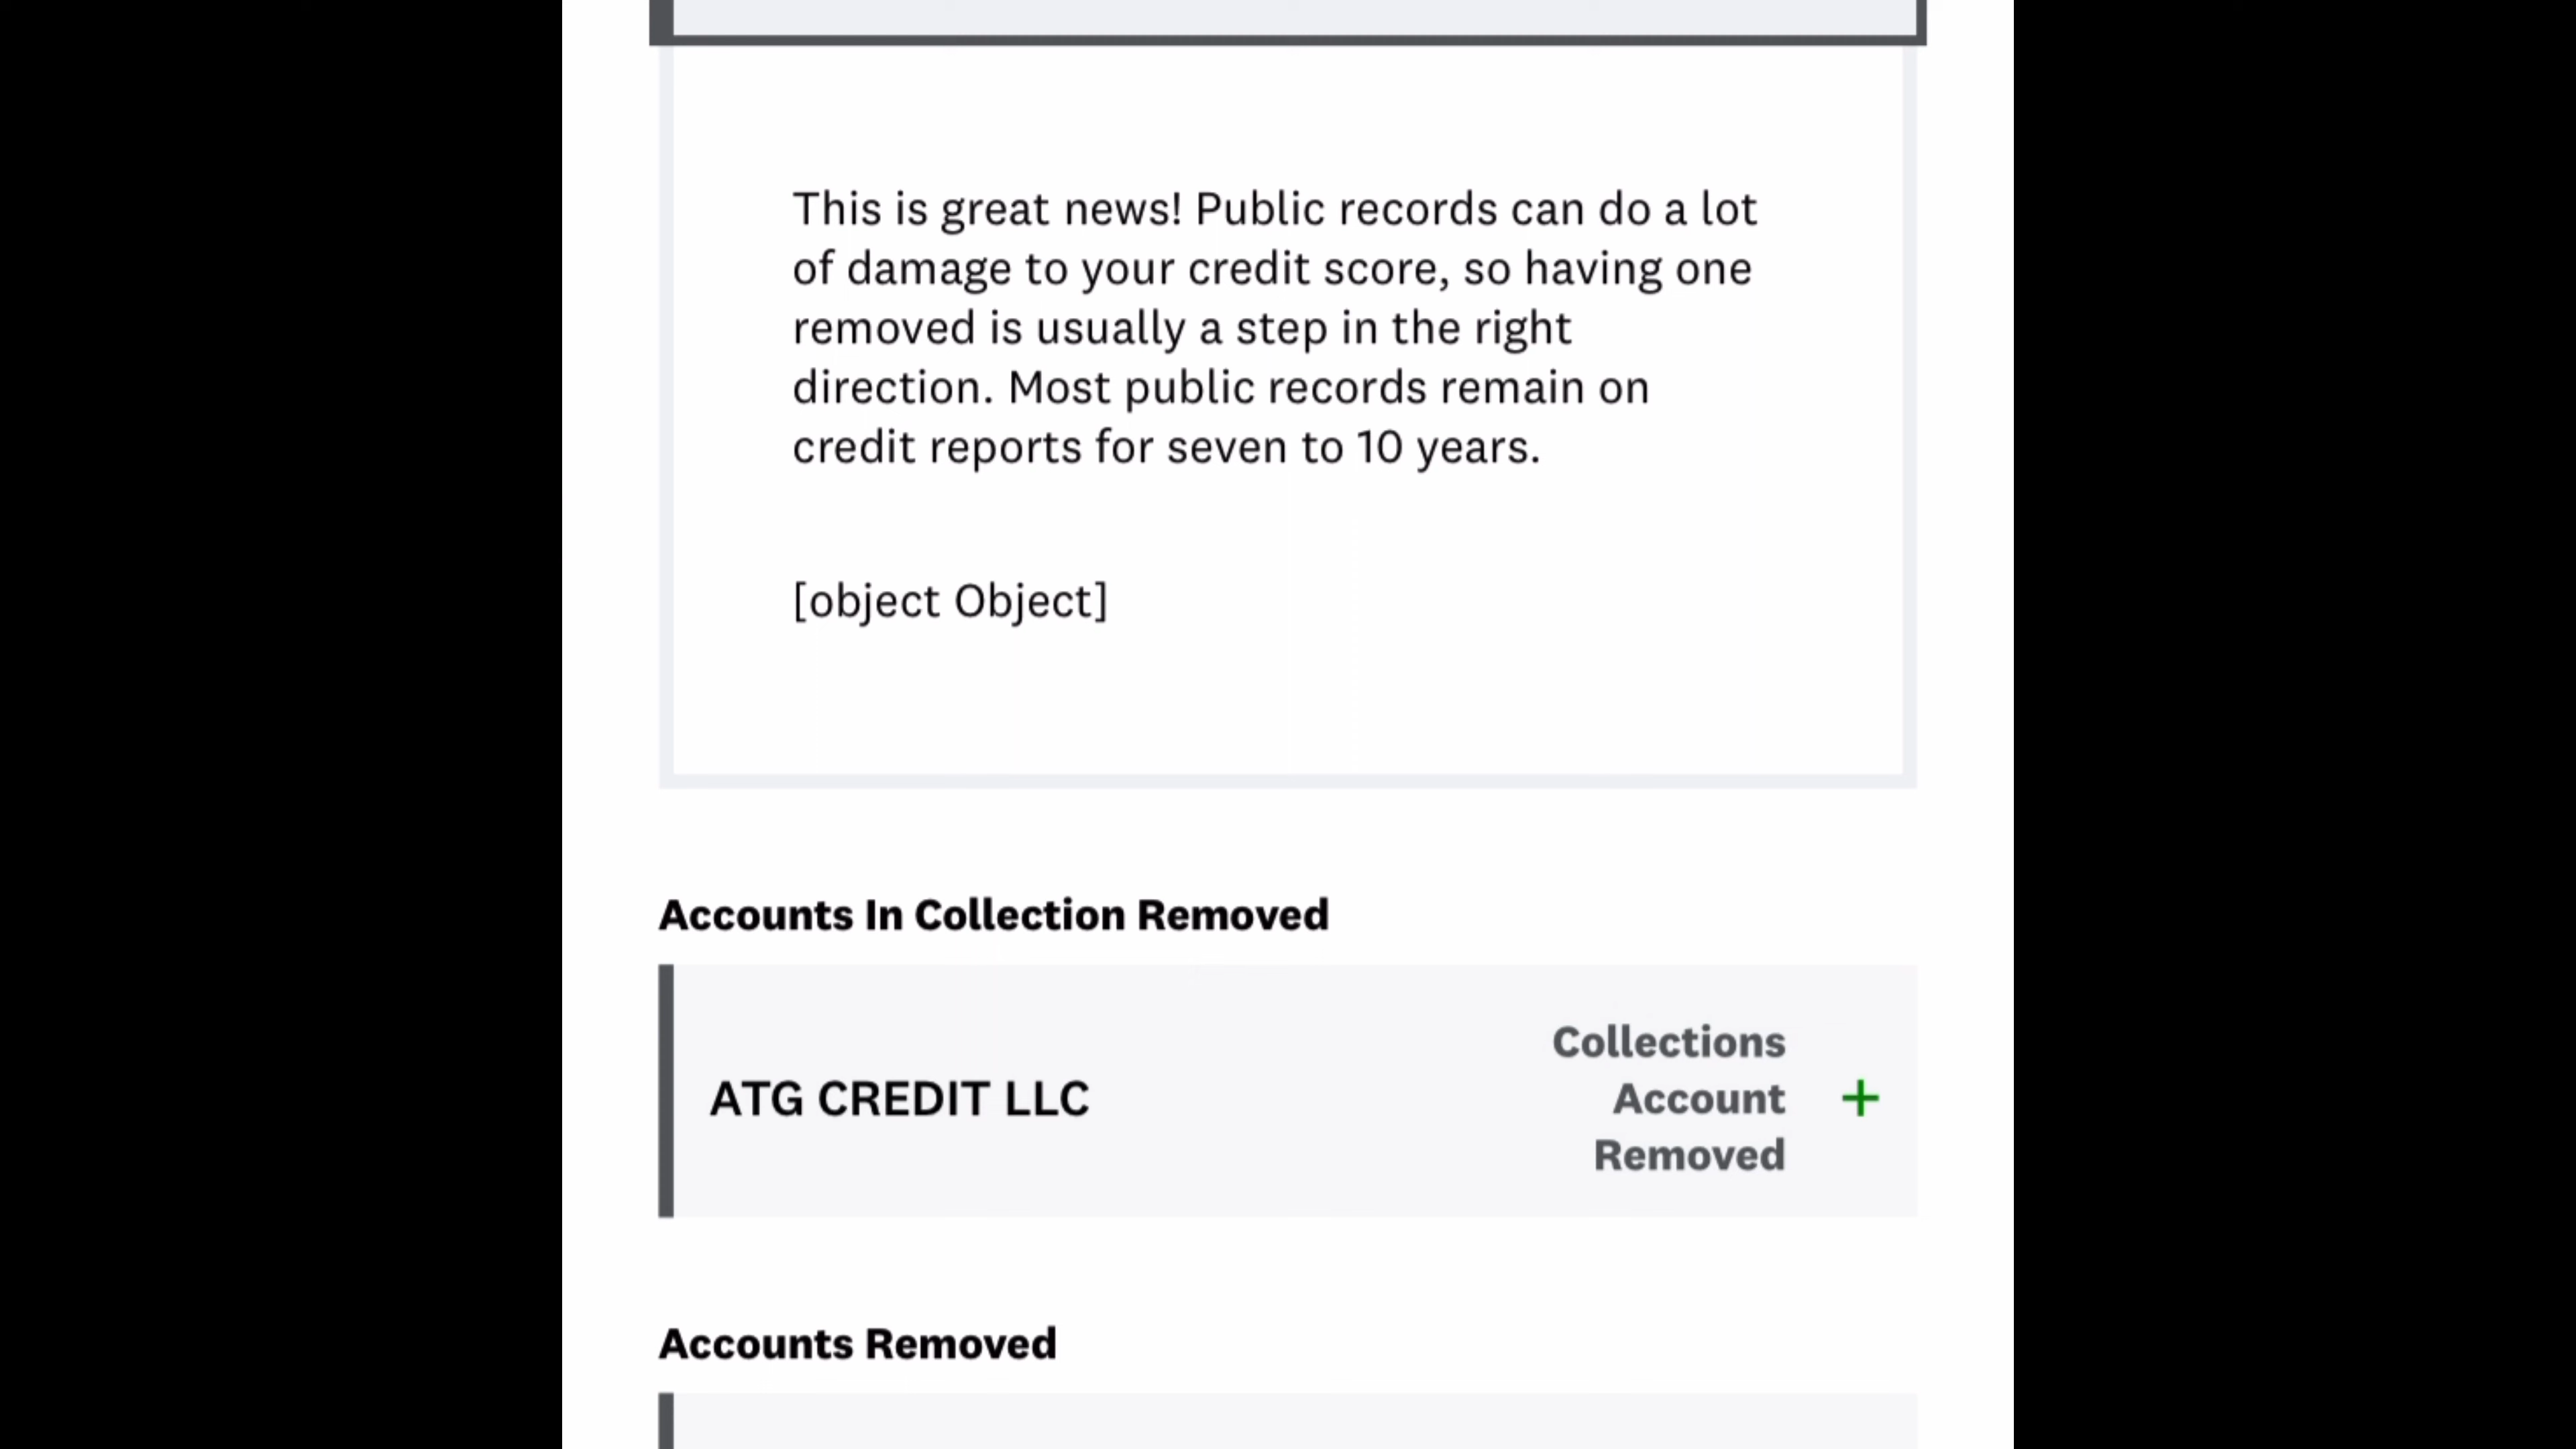 This is great news! Public records can do a lot
of damage to your credit score, so having one
removed is usually a step in the right
direction. Most public records remain on
credit reports for seven to 10 years.
[object Object]
Accounts In Collection Removed
ATG CREDIT LLC
Collections
Account
Removed
+
Accounts Removed